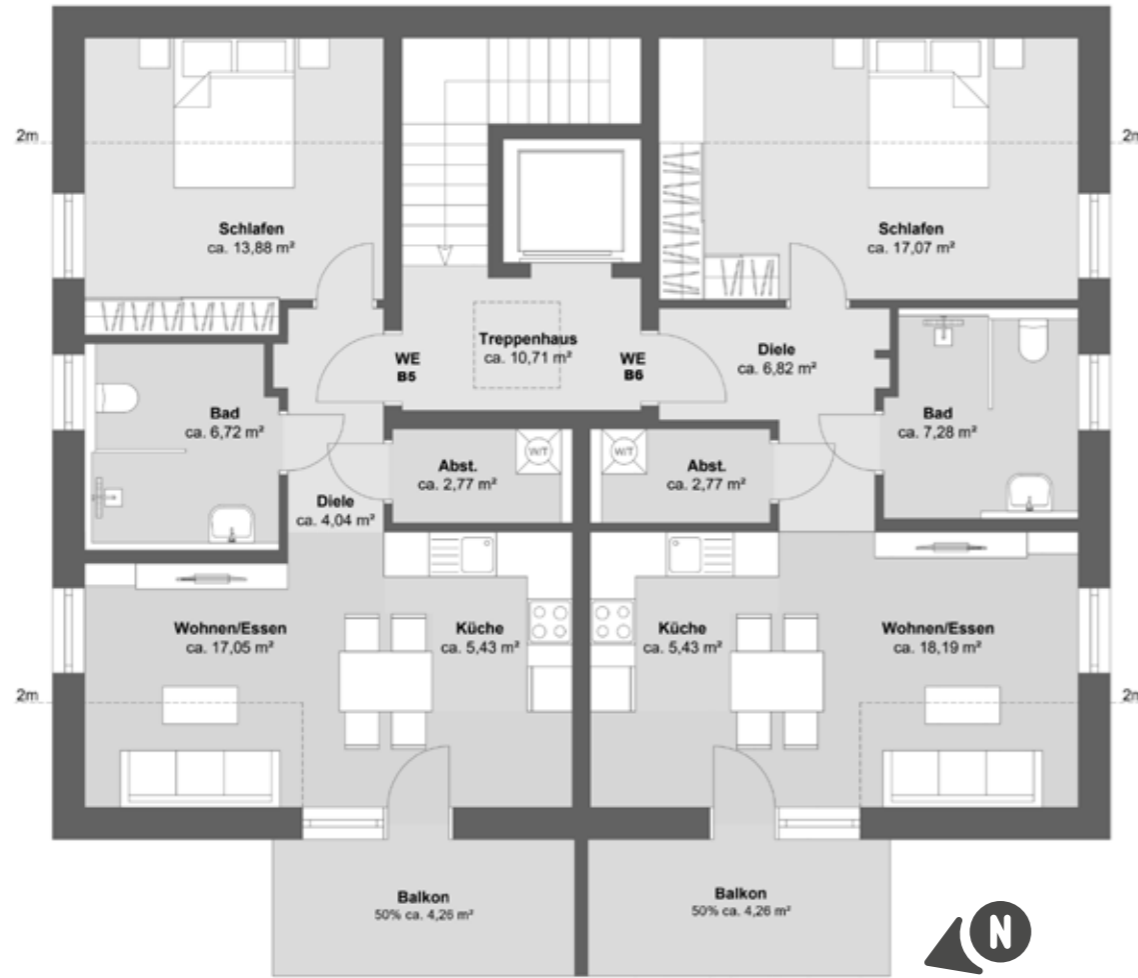 2m
2m
Schlafen
ca. 13,88 m²
Schlafen
ca. 17,07 m²
Treppenhaus
ca. 10,71 m²
WE
B5
WE
B6
Diele
ca. 6,82 m²
Bad
ca. 6,72 m²
Bad
ca. 7,28 m²
Abst.
ca. 2,77 m²
W/T
W/T
Abst.
ca. 2,77 m²
Diele
ca. 4,04 m²
Wohnen/Essen
ca. 17,05 m²
Küche
ca. 5,43 m²
Küche
ca. 5,43 m²
Wohnen/Essen
ca. 18,19 m²
2m
2m
Balkon
50% ca. 4,26 m²
Balkon
50% ca. 4,26 m²
N